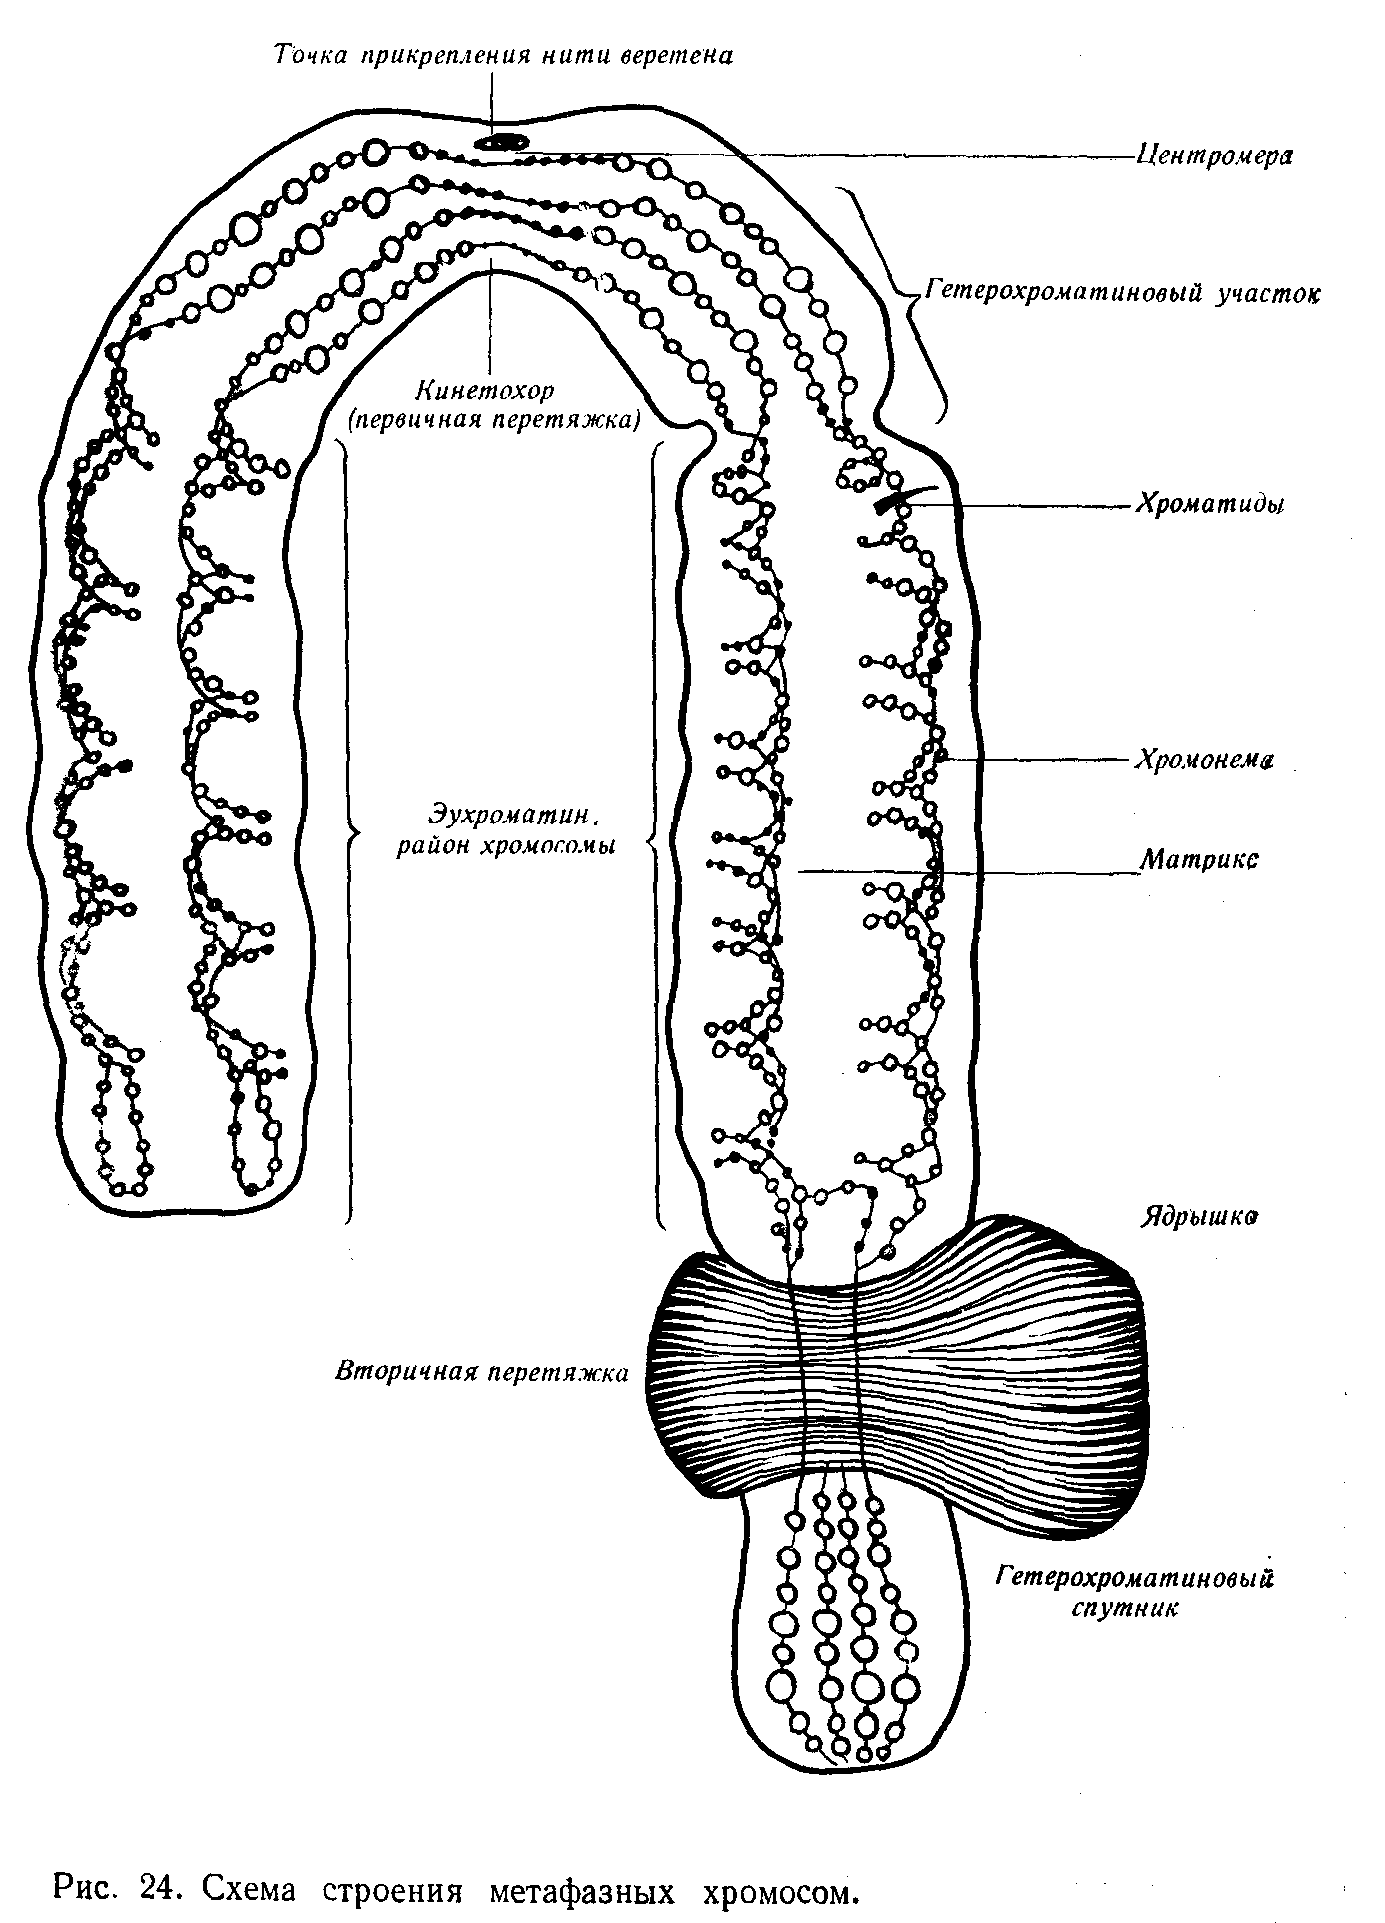 Точка прикрепления нити веретена
Центромера
Гетерохроматиновый участок
Кинетохор
(первичная перетяжка)
Хроматиды
Хромонема
Эухроматин.
район хромосомы
Матрикс
Ядрышко
Вторичная перетяжка
Гетерохроматиновый
спутник
Рис. 24. Схема строения метафазных хромосом.